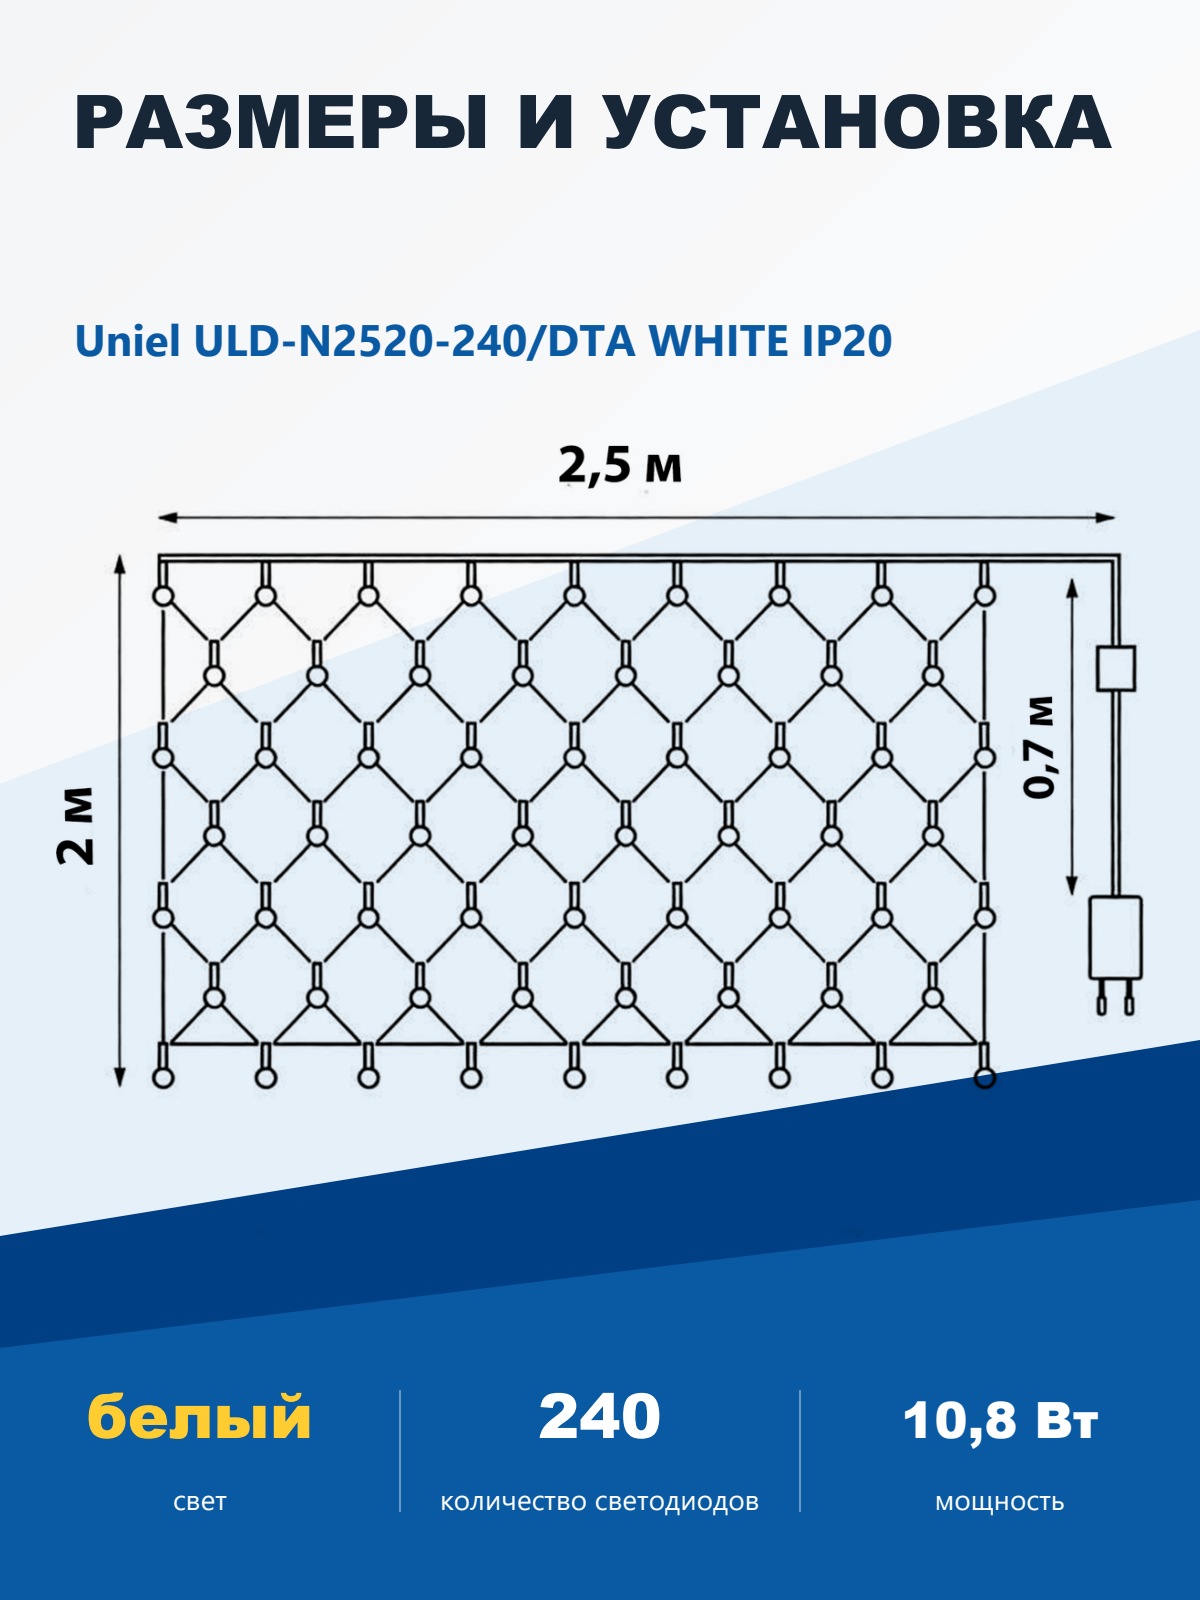 РАЗМЕРЫ И УСТАНОВКА
Uniel ULD-N2520-240/DTA WHITE IP20
2,5 м
2 м
0,7 м
белый
240
10,8 Вт
свет
количество светодиодов
мощность